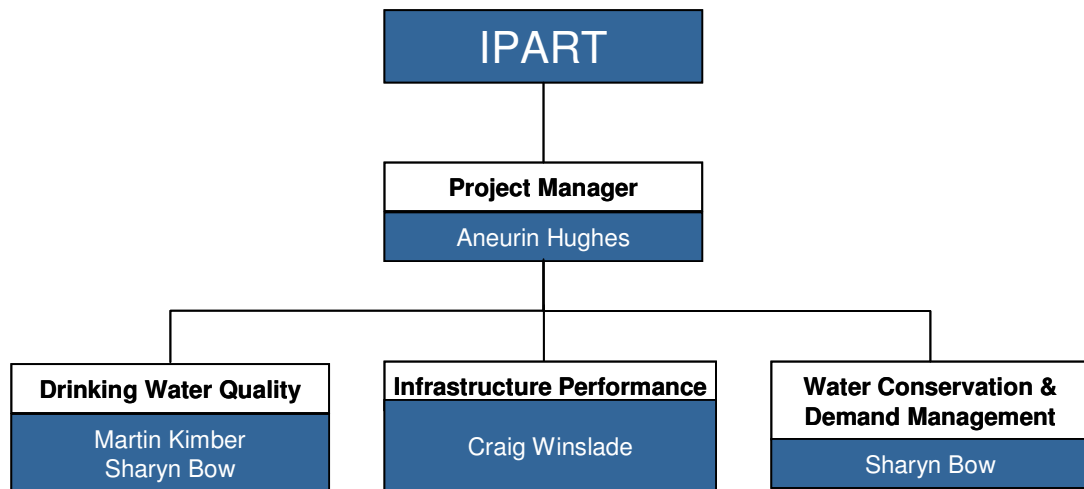 IPART
Project Manager
Aneurin Hughes
Drinking Water Quality
Martin Kimber
Sharyn Bow
Infrastructure Performance
Craig Winslade
Water Conservation &
Demand Management
Sharyn Bow